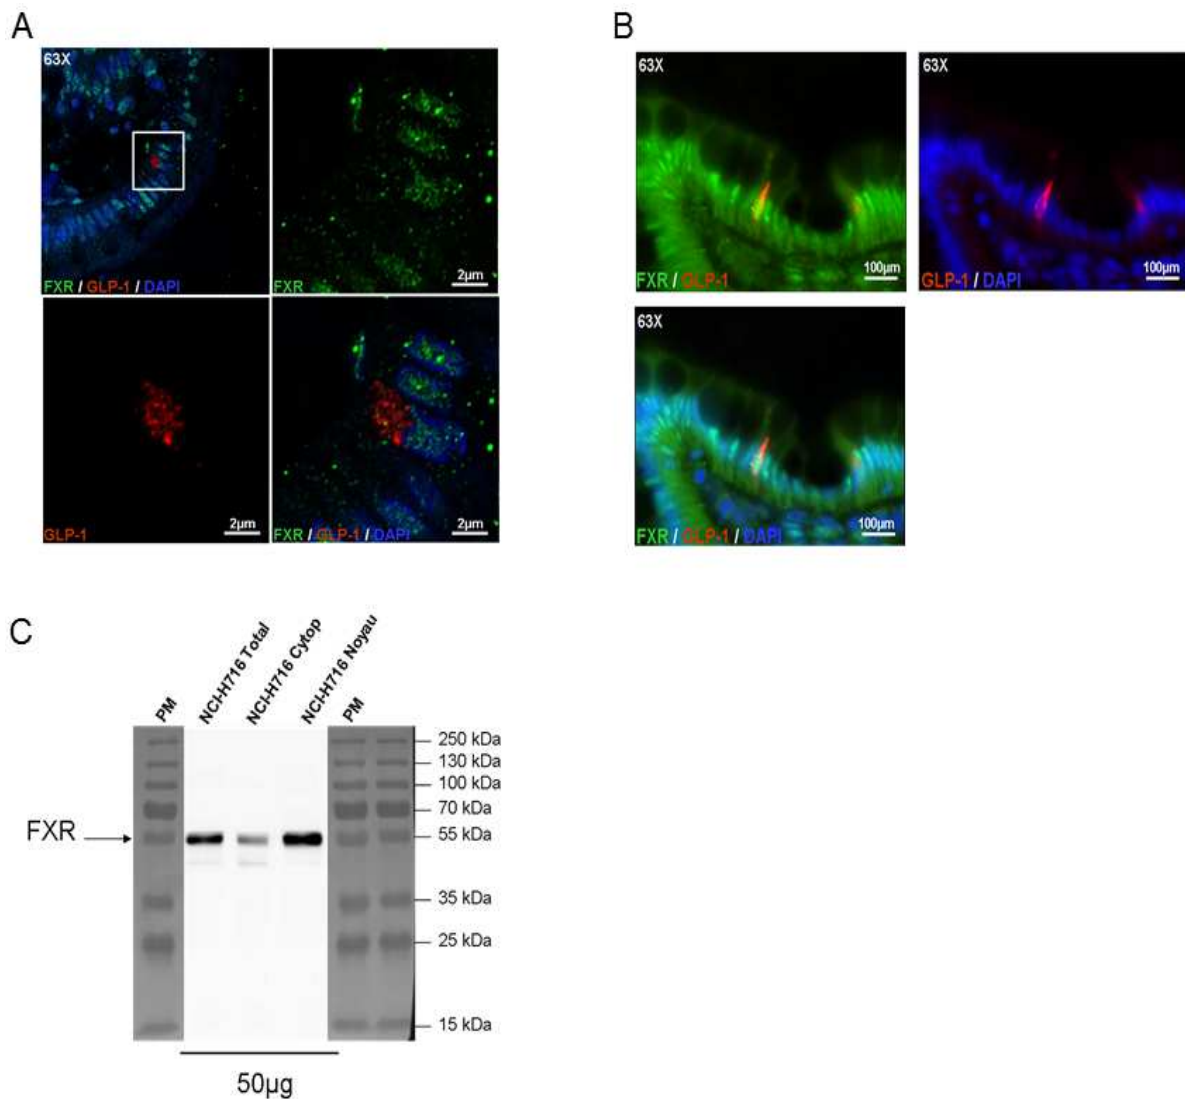 A
63X
FXR / GLP-1 / DAPI
FXR
2µm
GLP-1
2µm
FXR / GLP-1 / DAPI
2µm
B
63X
FXR / GLP-1
100µm
63X
GLP-1 / DAPI
100µm
63X
FXR / GLP-1 / DAPI
100µm
C
PM
NCI-H716 Total
NCI-H716 Cytop
NCI-H716 Noyau
PM
250 kDa
130 kDa
100 kDa
70 kDa
FXR
55 kDa
35 kDa
25 kDa
15 kDa
50µg